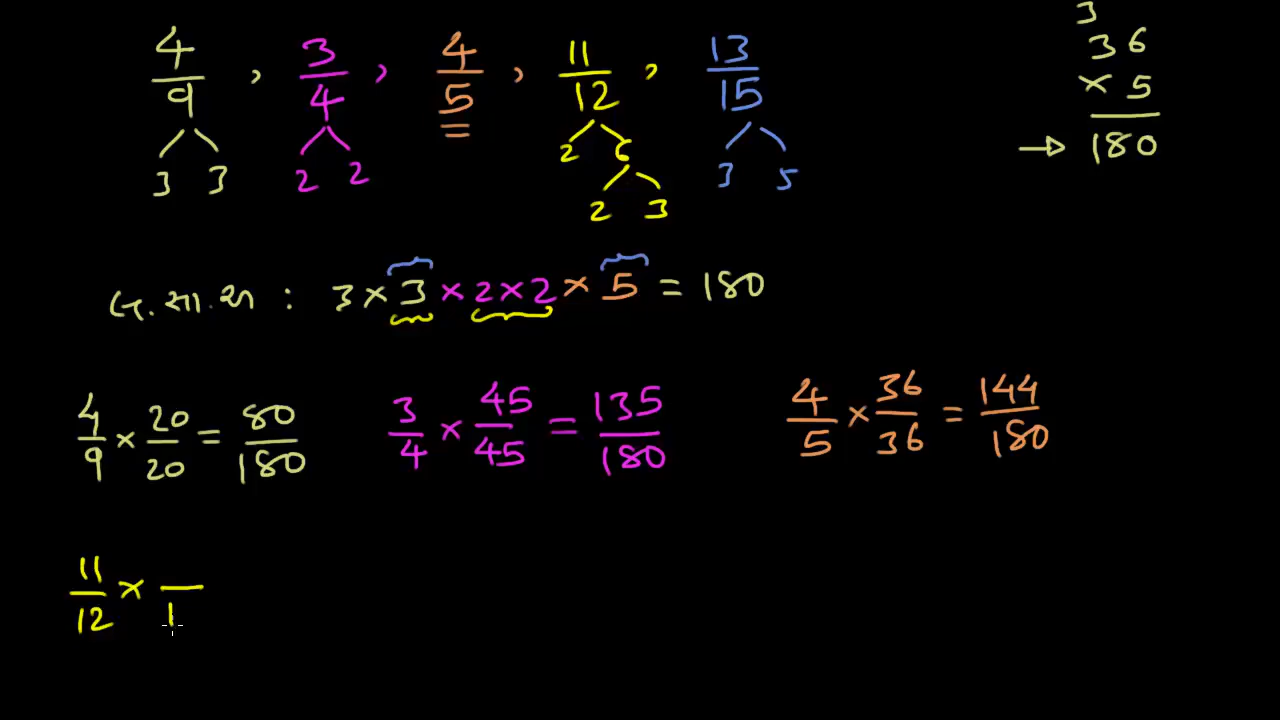 4/9 , 3/4 , 4/5 , 11/12 , 13/15
3 3 2 2 2 6 3 5
2 3
3
36
× 5
→ 180
લ.સા.અ : 3 × 3 × 2 × 2 × 5 = 180
4/9 × 20/20 = 80/180
3/4 × 45/45 = 135/180
4/5 × 36/36 = 144/180
11/12 × /1